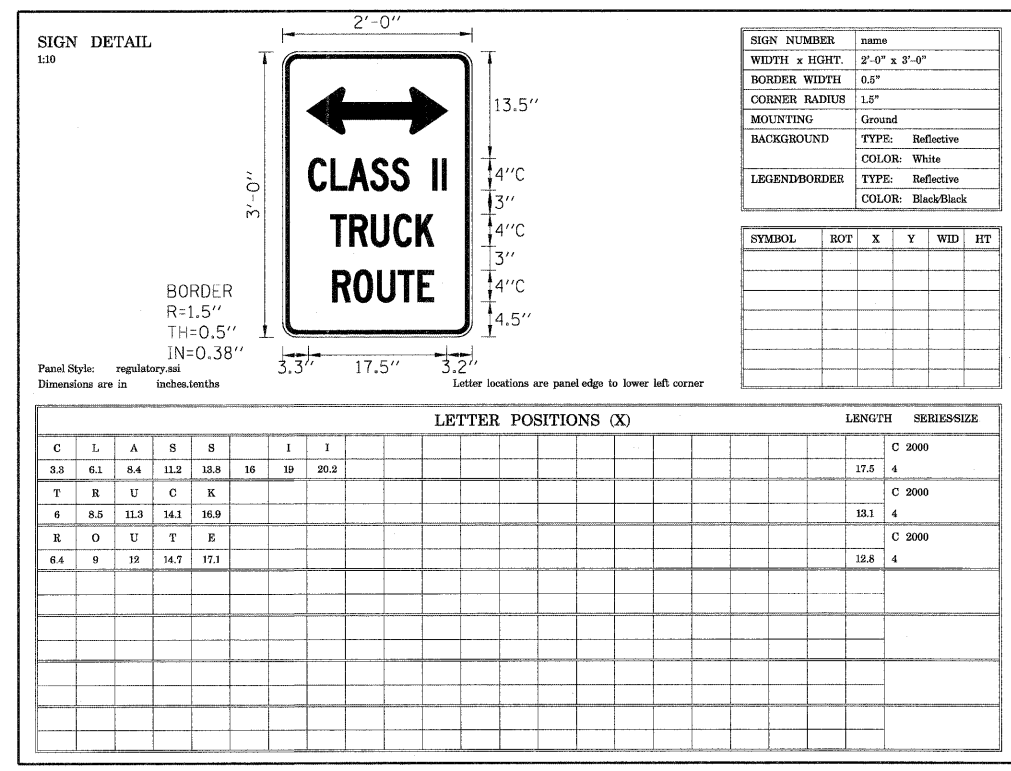 SIGN DETAIL
1:10
2'-0"
3'-0"
CLASS II
TRUCK
ROUTE
13.5"
4"C
3"
4"C
3"
4"C
4.5"
BORDER
R=1.5"
TH=0.5"
IN=0.38"
3.3" 17.5" 3.2"
Panel Style: regulatory.ssi
Dimensions are in inches.tenths
Letter locations are panel edge to lower left corner
SIGN NUMBER name
WIDTH x HGHT. 2'-0" x 3'-0"
BORDER WIDTH 0.5"
CORNER RADIUS 1.5"
MOUNTING Ground
BACKGROUND TYPE: Reflective
COLOR: White
LEGEND/BORDER TYPE: Reflective
COLOR: Black/Black
SYMBOL ROT X Y WID HT
LETTER POSITIONS (X) LENGTH SERIES/SIZE
C L A S S I I C 2000
3.3 6.1 8.4 11.2 13.8 16 19 20.2 17.5 4
T R U C K C 2000
6 8.5 11.3 14.1 16.9 13.1 4
R O U T E C 2000
6.4 9 12 14.7 17.1 12.8 4